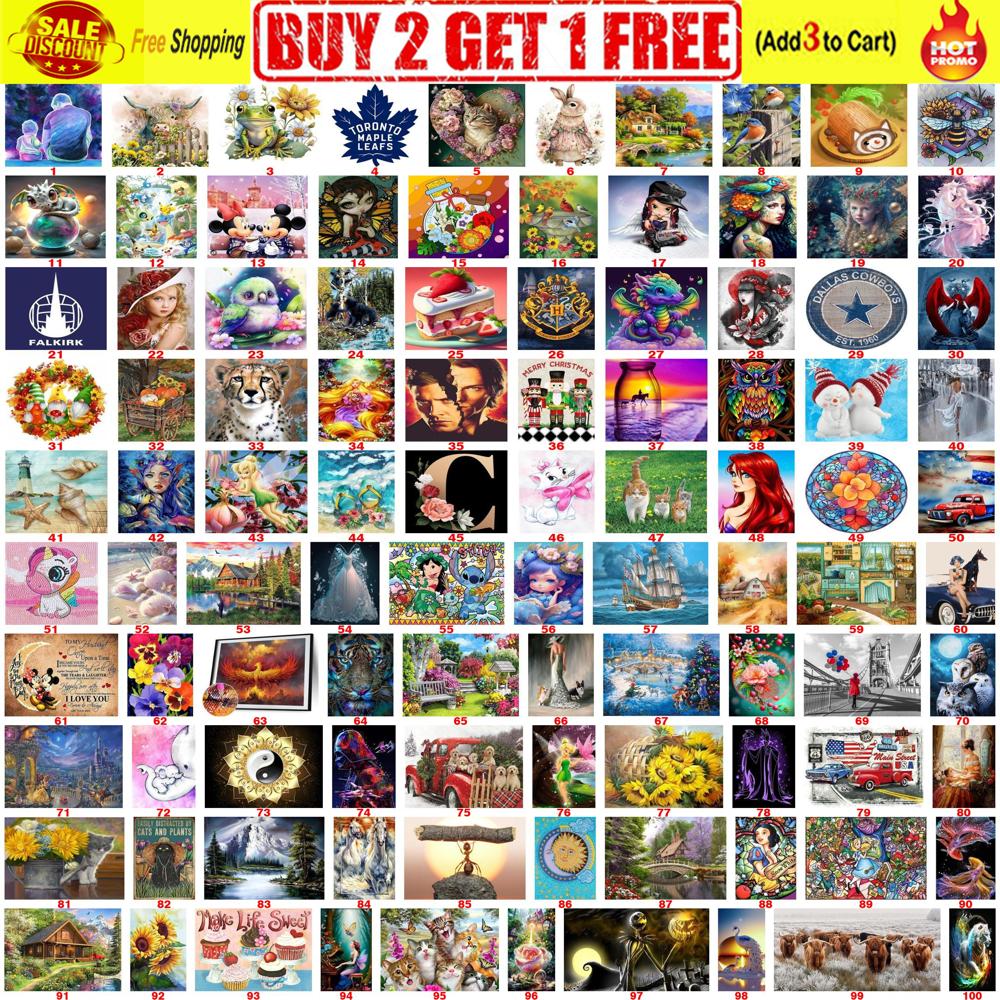 SALE
DISCOUNT
Free Shopping
BUY 2 GET 1 FREE
(Add 3 to Cart)
HOT
PROMO
TORONTO
MAPLE
LEAFS
1 2 3 4 5 6 7 8 9 10
11 12 13 14 15 16 17 18 19 20
FALKIRK
H
DALLAS COWBOYS
EST. 1960
21 22 23 24 25 26 27 28 29 30
MERRY CHRISTMAS
31 32 33 34 35 36 37 38 39 40
C
41 42 43 44 45 46 47 48 49 50
51 52 53 54 55 56 57 58 59 60
TO MY
Once Upon a Time
I LOVE YOU
61 62 63 64 65 66 67 68 69 70
Main Street
71 72 73 74 75 76 77 78 79 80
EASILY DISTRACTED BY
CATS AND PLANTS
81 82 83 84 85 86 87 88 89 90
Make Life Sweet
91 92 93 94 95 96 97 98 99 100